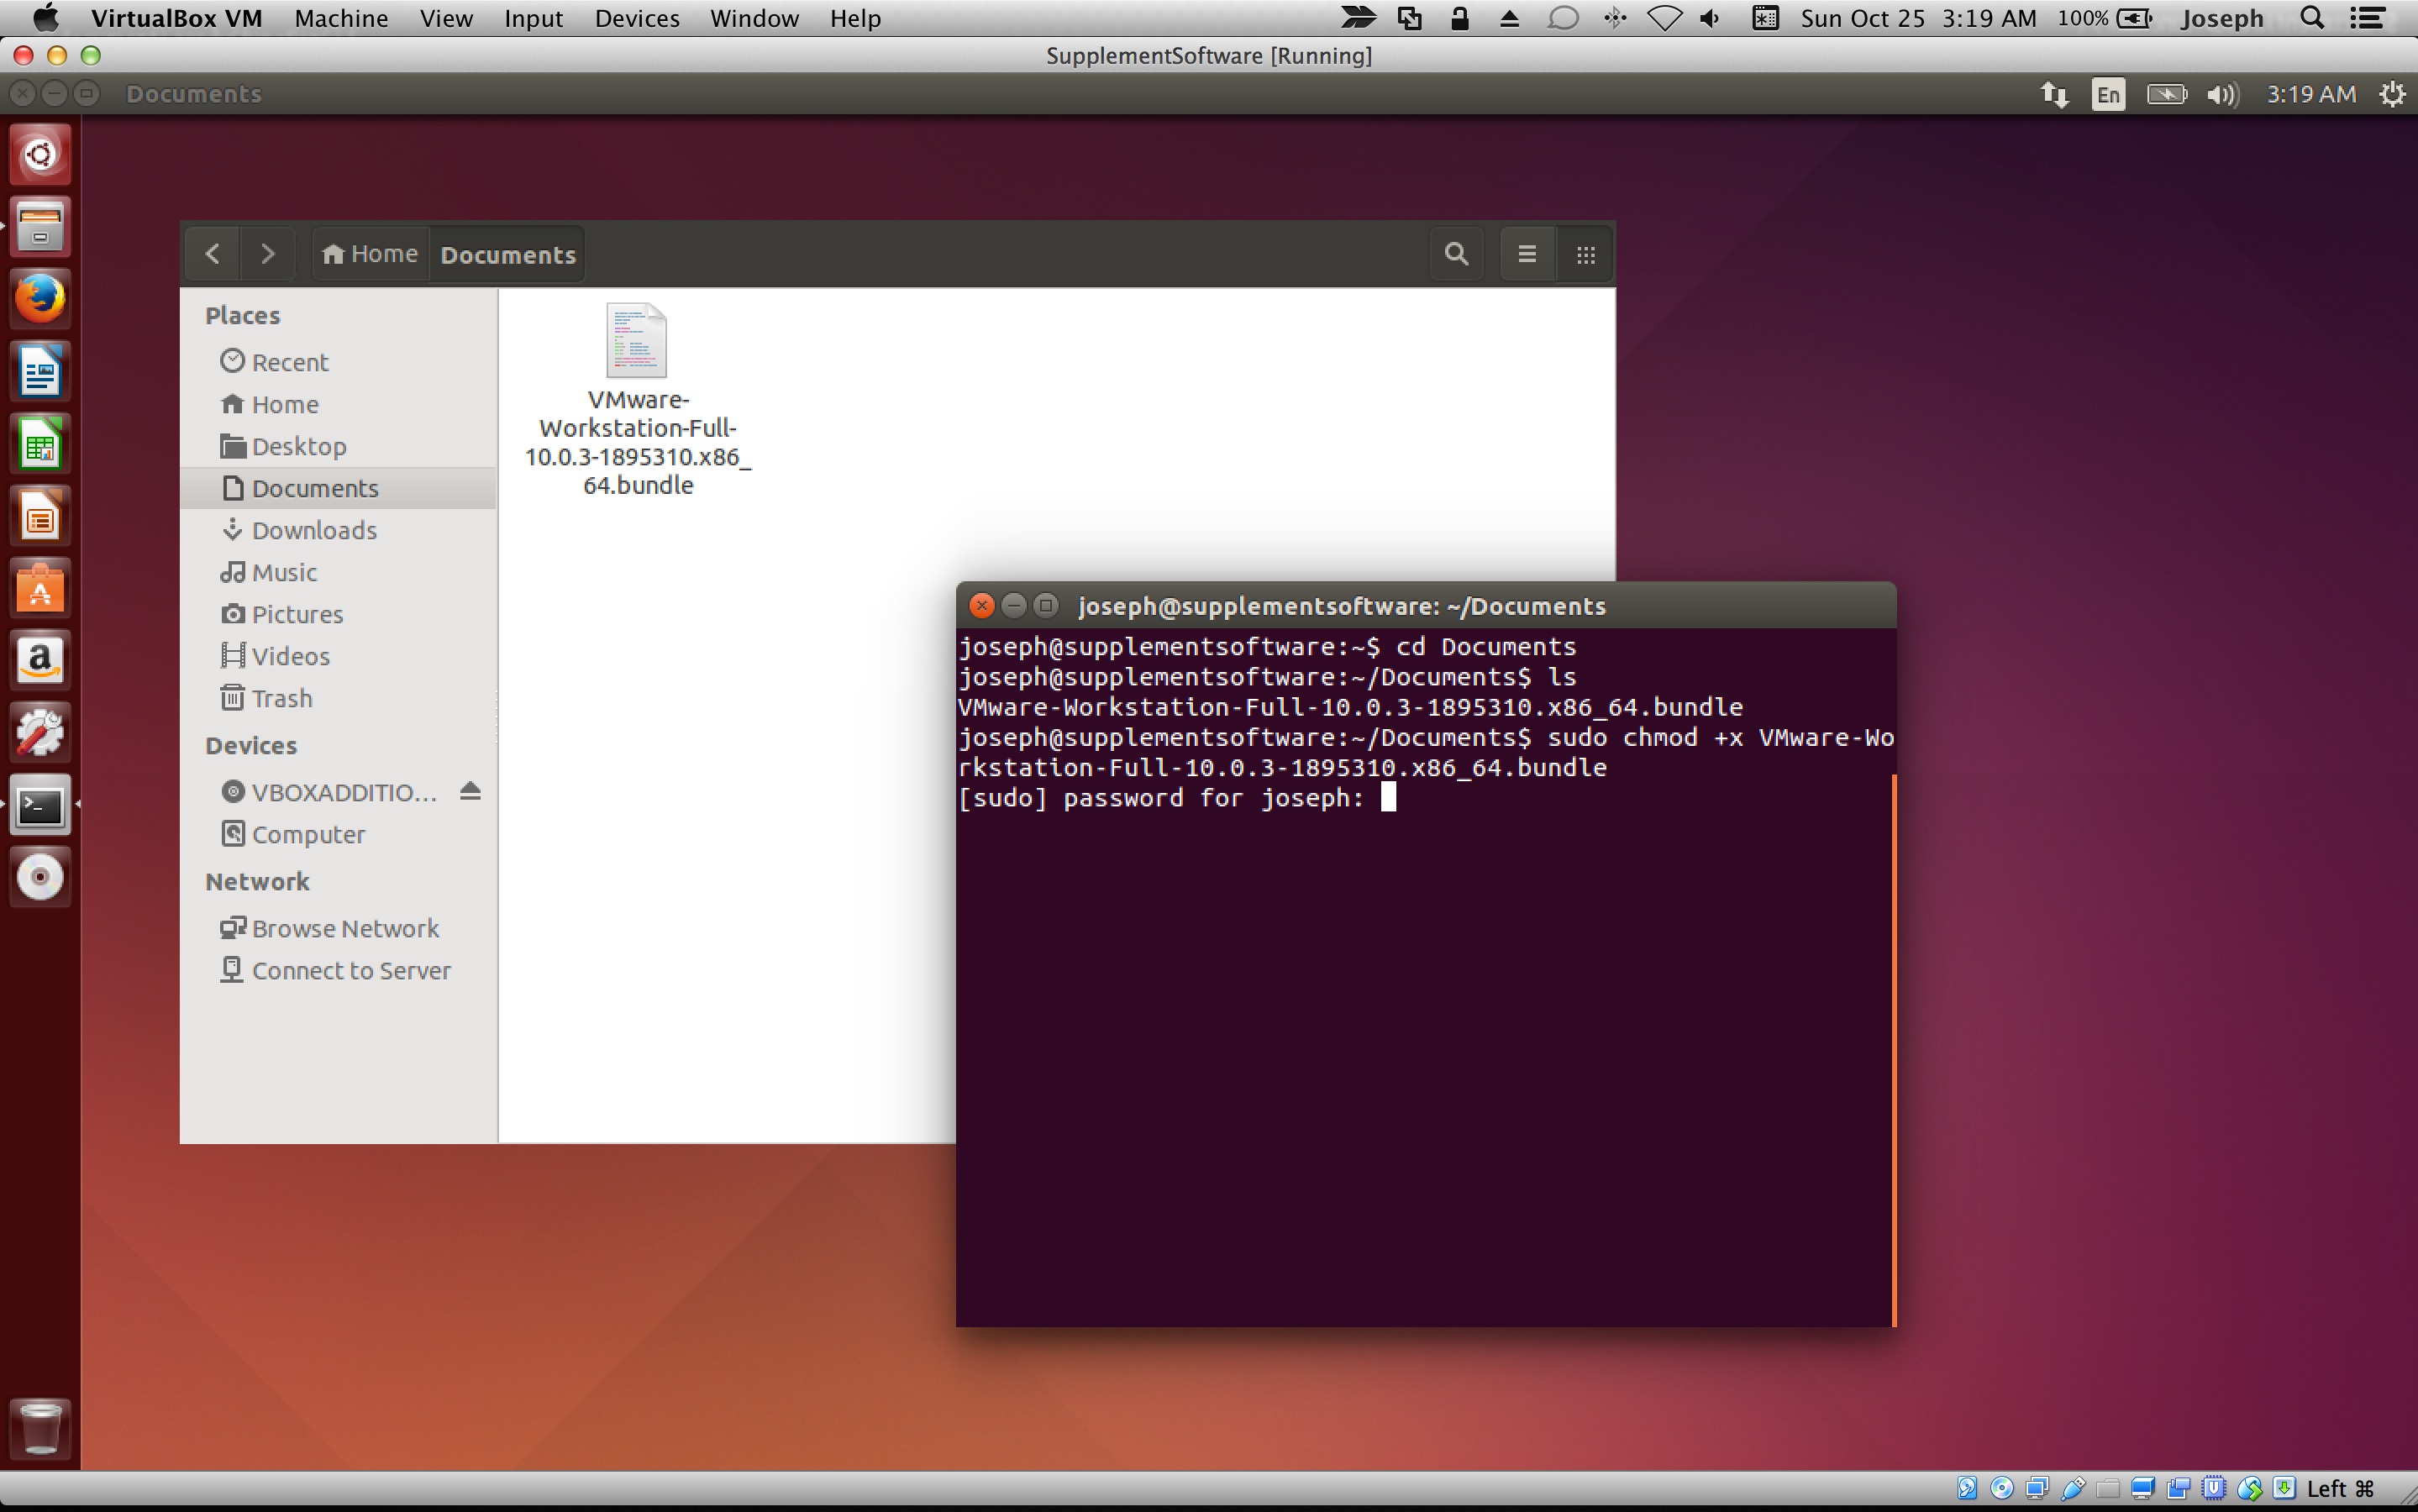 VirtualBox VM Machine View Input Devices Window Help Sun Oct 25 3:19 AM 100% Joseph
SupplementSoftware [Running]
Documents En 3:19 AM
Home Documents
Places
Recent
Home
Desktop
Documents
Downloads
Music
Pictures
Videos
Trash
Devices
VBOXADDITIO...
Computer
Network
Browse Network
Connect to Server
VMware-
Workstation-Full-
10.0.3-1895310.x86_
64.bundle
joseph@supplementsoftware: ~/Documents
joseph@supplementsoftware:~$ cd Documents
joseph@supplementsoftware:~/Documents$ ls
VMware-Workstation-Full-10.0.3-1895310.x86_64.bundle
joseph@supplementsoftware:~/Documents$ sudo chmod +x VMware-Wo
rkstation-Full-10.0.3-1895310.x86_64.bundle
[sudo] password for joseph:
Left ⌘